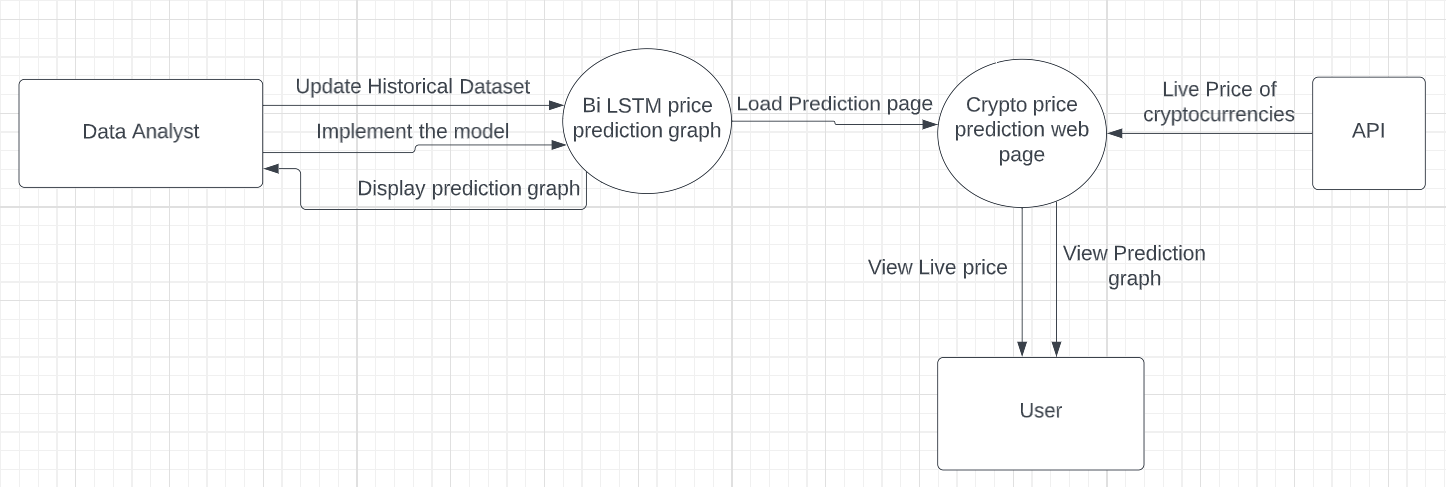 Data Analyst
Update Historical Dataset
Implement the model
Display prediction graph
Bi LSTM price
prediction graph
Load Prediction page
Crypto price
prediction web
page
Live Price of
cryptocurrencies
API
View Live price
View Prediction
graph
User